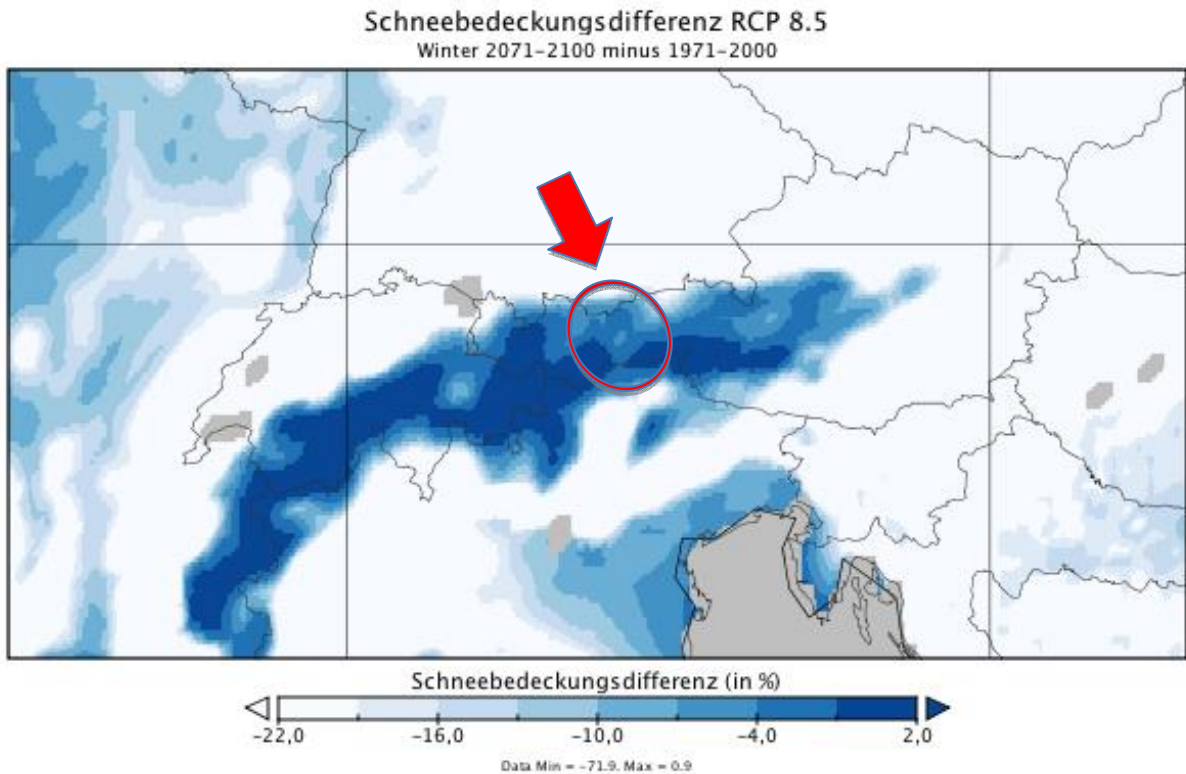 Schneebedeckungsdifferenz RCP 8.5
Winter 2071-2100 minus 1971-2000
Schneebedeckungsdifferenz (in %)
-22,0 -16,0 -10,0 -4,0 2,0
Data Min = -71.9, Max = 0.9